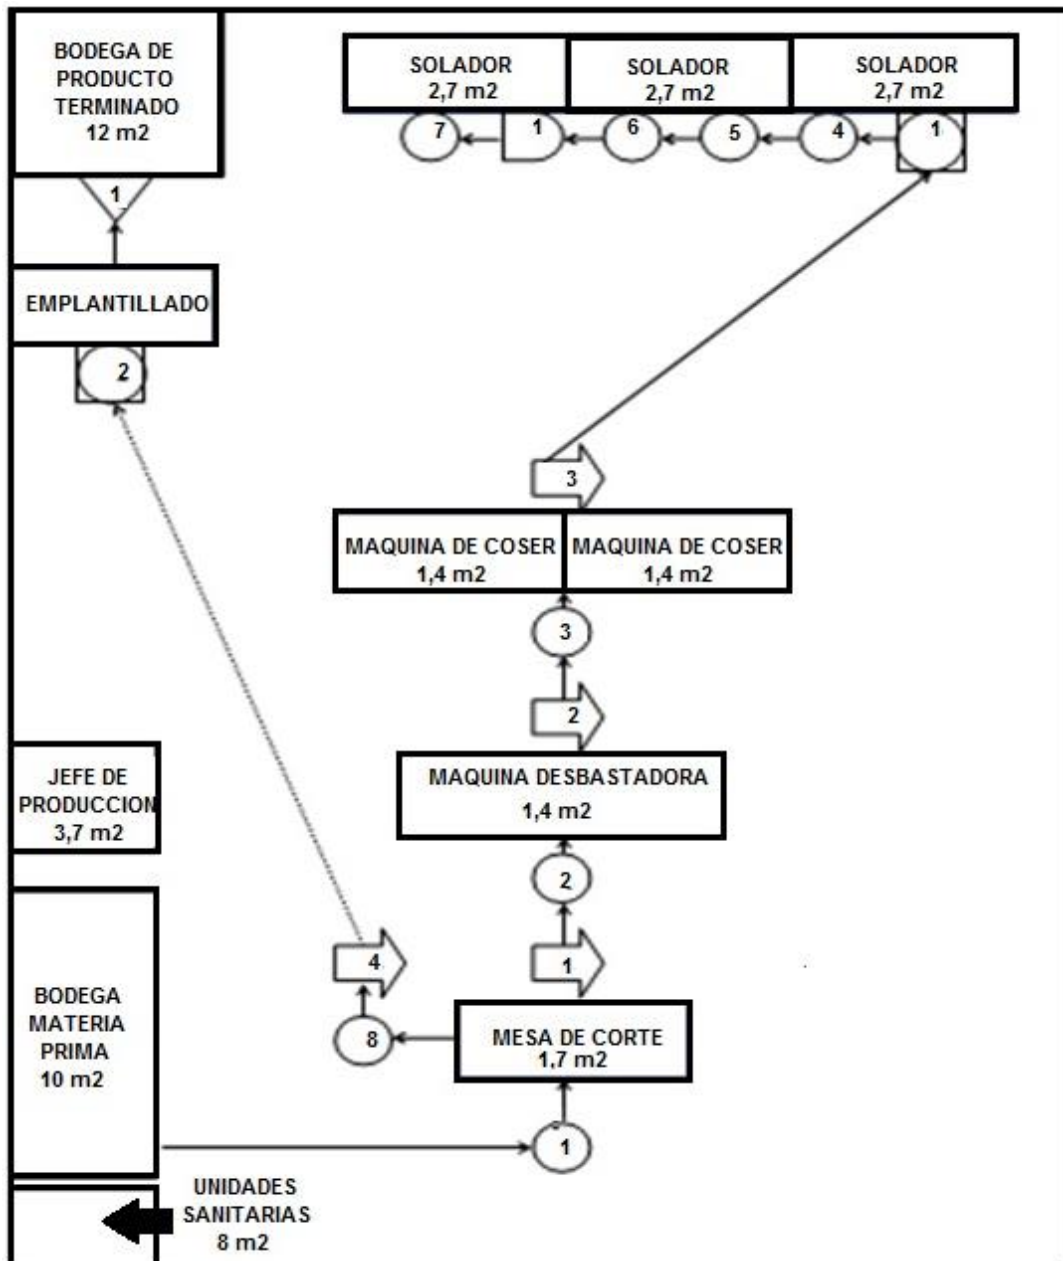 BODEGA DE
PRODUCTO
TERMINADO
12 m2
1
EMPLANTILLADO
2
SOLADOR
2,7 m2
SOLADOR
2,7 m2
SOLADOR
2,7 m2
7
1
6
5
4
1
3
MAQUINA DE COSER
1,4 m2
MAQUINA DE COSER
1,4 m2
3
2
MAQUINA DESBASTADORA
1,4 m2
2
1
4
8
MESA DE CORTE
1,7 m2
1
JEFE DE
PRODUCCION
3,7 m2
BODEGA
MATERIA
PRIMA
10 m2
UNIDADES
SANITARIAS
8 m2